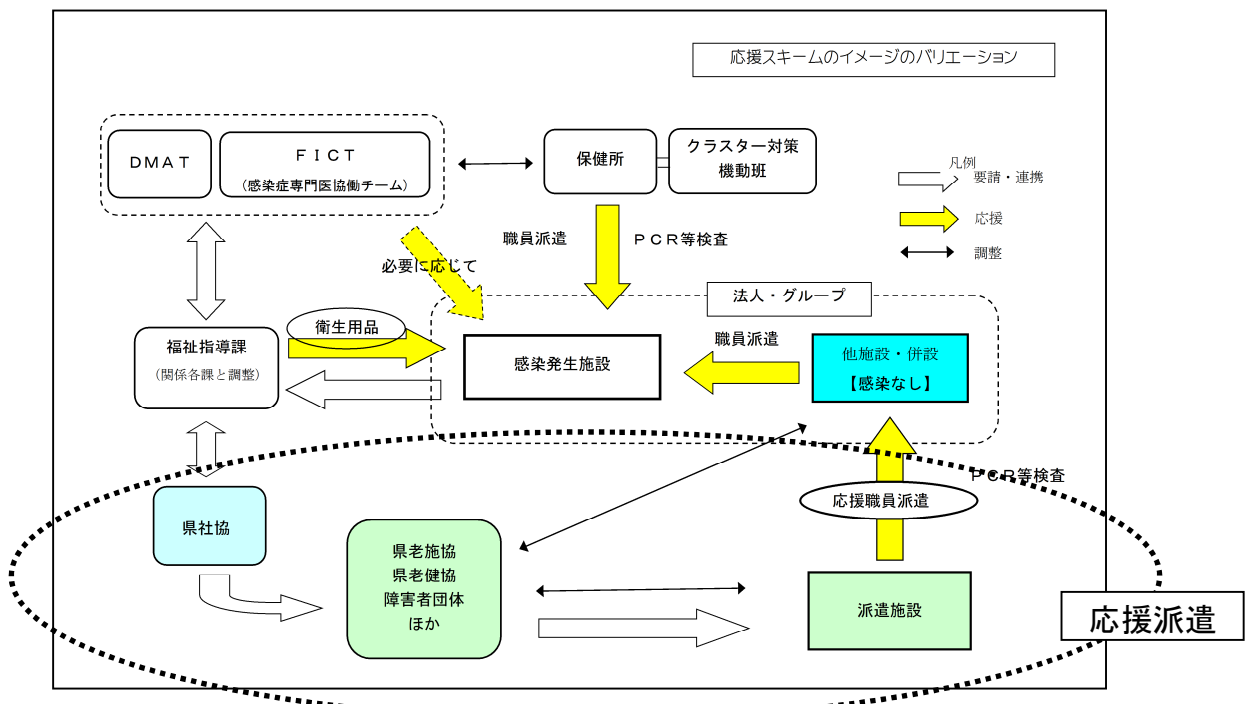 応援スキームのイメージのバリエーション
DMAT
FICT
(感染症専門医協働チーム)
保健所
クラスター対策
機動班
凡例
要請・連携
応援
調整
職員派遣
PCR等検査
必要に応じて
法人・グループ
衛生用品
福祉指導課
(関係各課と調整)
感染発生施設
職員派遣
他施設・併設
【感染なし】
PCR等検査
応援職員派遣
県社協
県老施協
県老健協
障害者団体
ほか
派遣施設
応援派遣